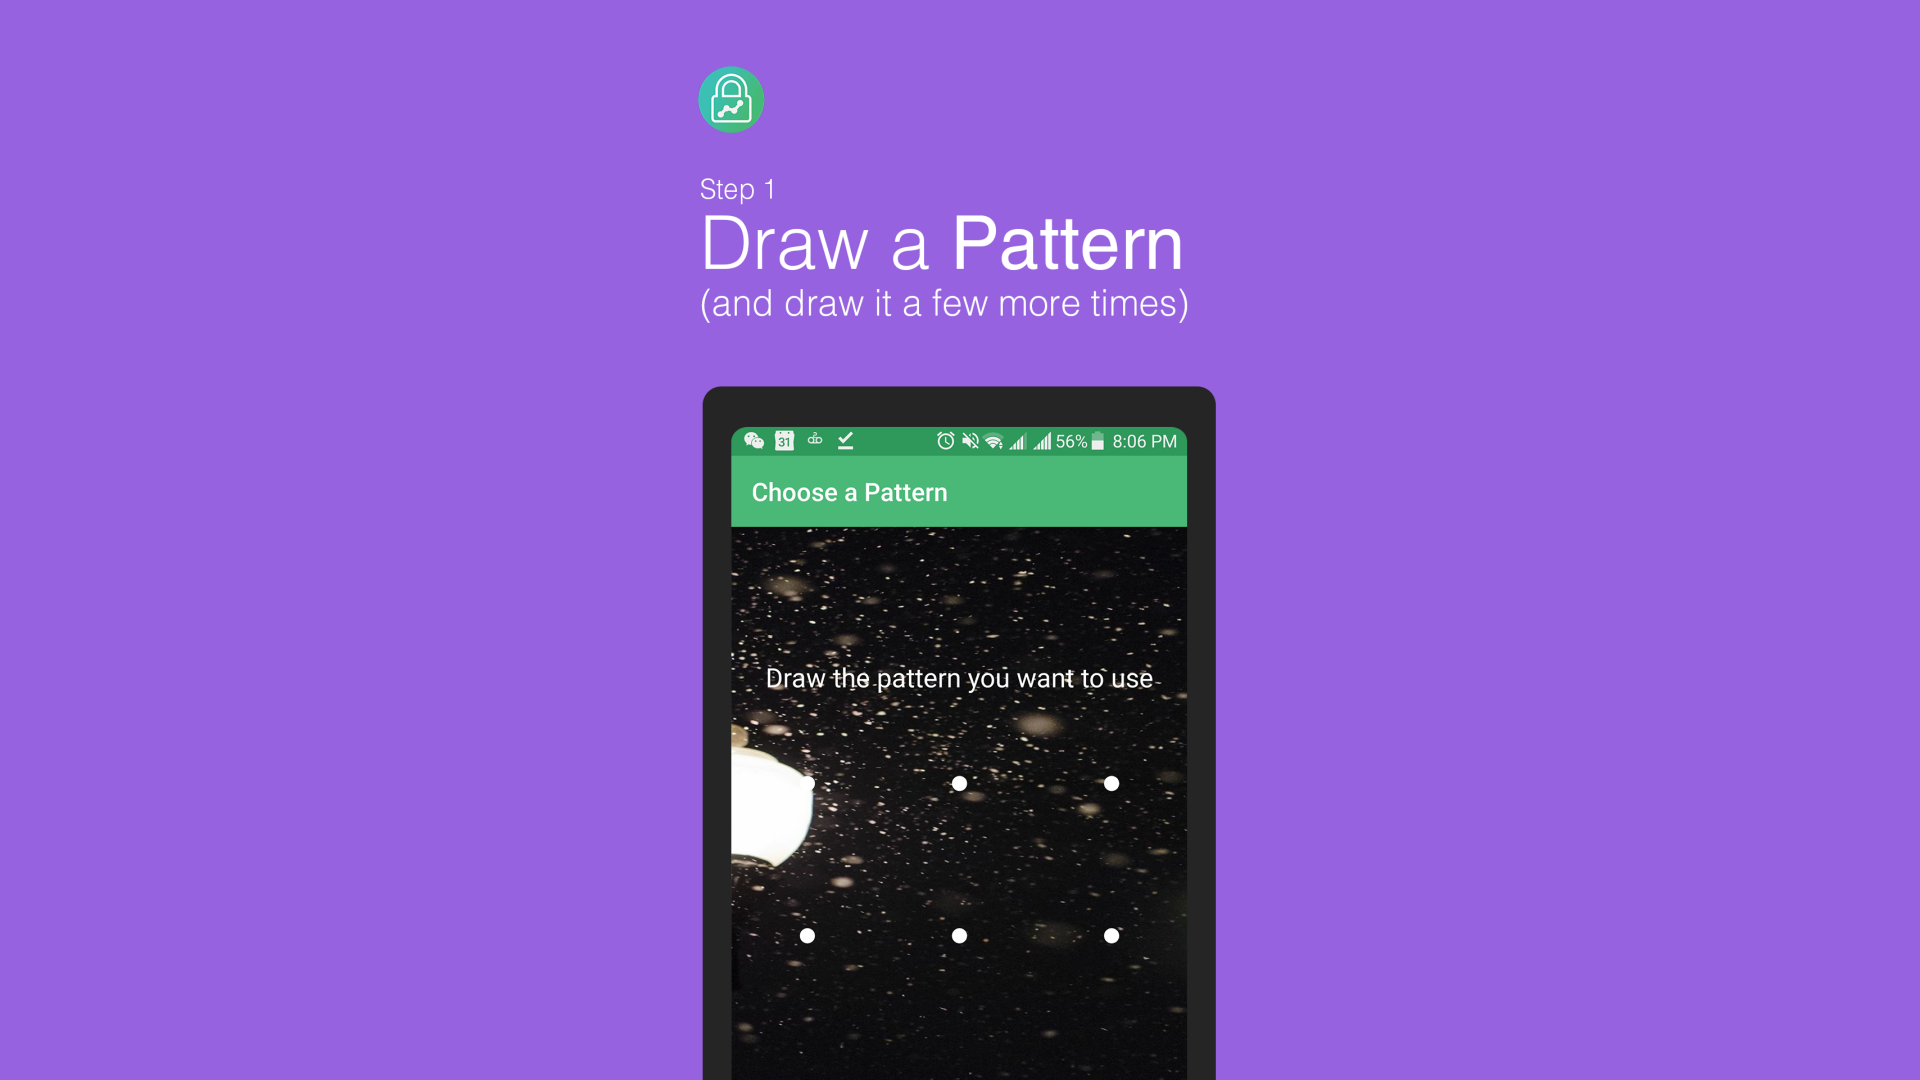 Step 1
Draw a Pattern
(and draw it a few more times)
31
56% 8:06 PM
Choose a Pattern
Draw the pattern you want to use